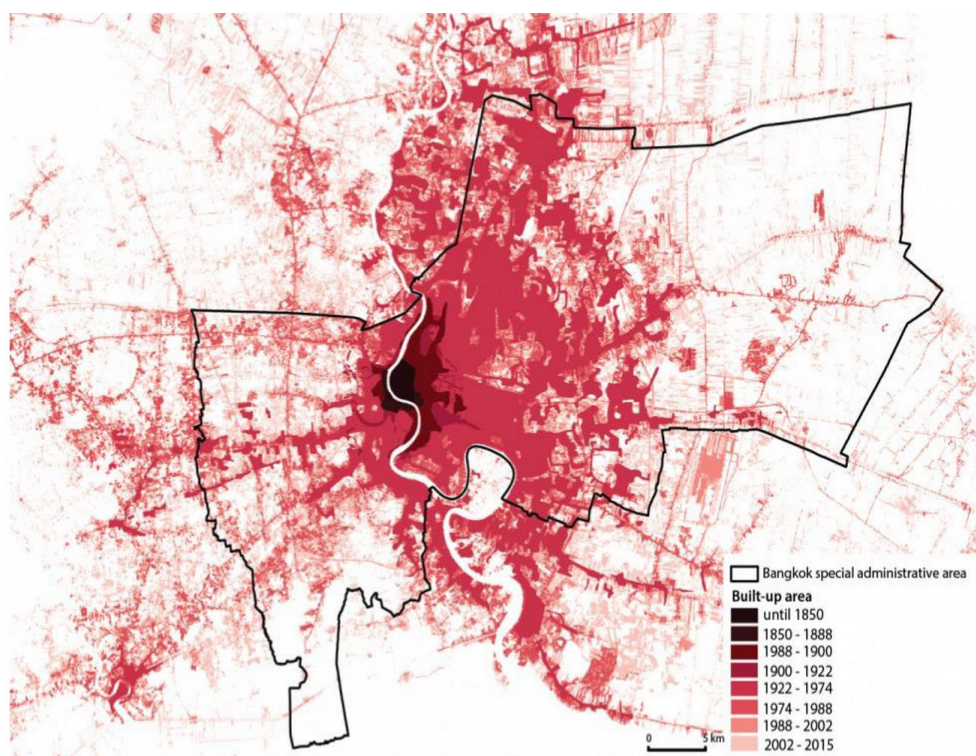 Bangkok special administrative area
Built-up area
until 1850
1850 - 1888
1988 - 1900
1900 - 1922
1922 - 1974
1974 - 1988
1988 - 2002
2002 - 2015
0 5 km